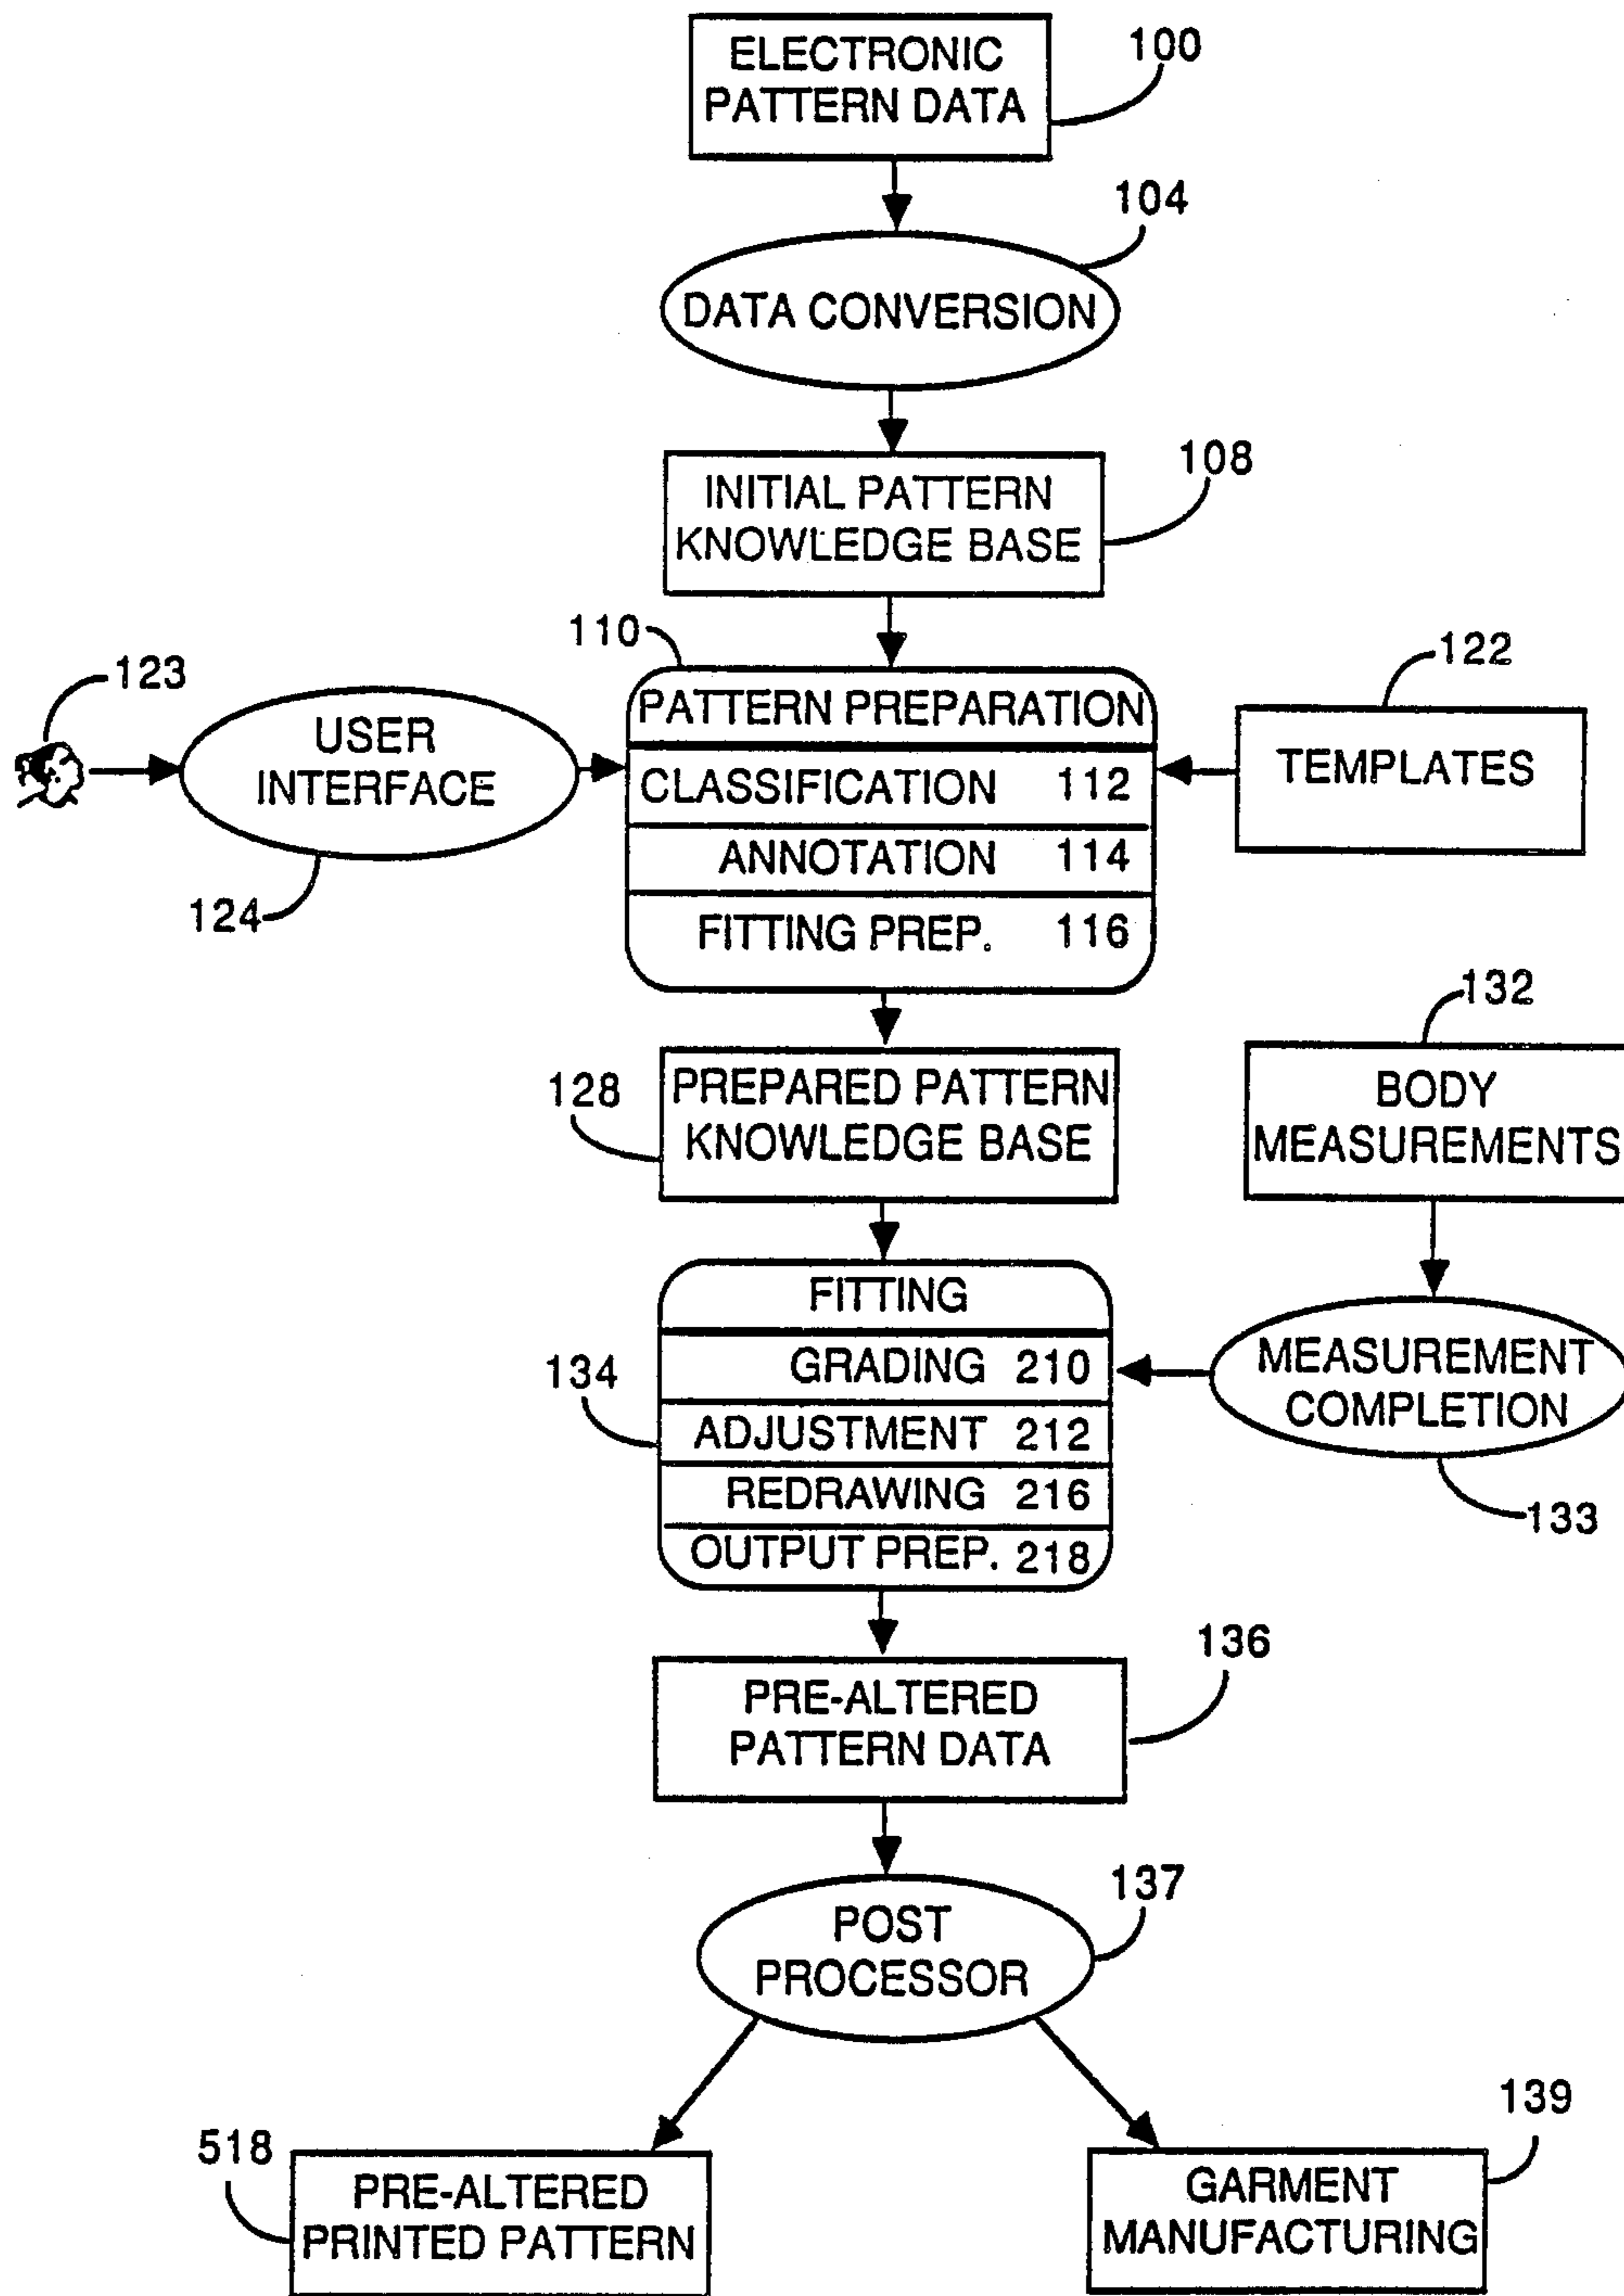 ELECTRONIC
PATTERN DATA
100
104
DATA CONVERSION
108
INITIAL PATTERN
KNOWLEDGE BASE
110
123
USER
INTERFACE
124
PATTERN PREPARATION
CLASSIFICATION 112
ANNOTATION 114
FITTING PREP. 116
122
TEMPLATES
128
PREPARED PATTERN
KNOWLEDGE BASE
132
BODY
MEASUREMENTS
134
FITTING
GRADING 210
ADJUSTMENT 212
REDRAWING 216
OUTPUT PREP. 218
MEASUREMENT
COMPLETION
133
136
PRE-ALTERED
PATTERN DATA
137
POST
PROCESSOR
518
PRE-ALTERED
PRINTED PATTERN
139
GARMENT
MANUFACTURING